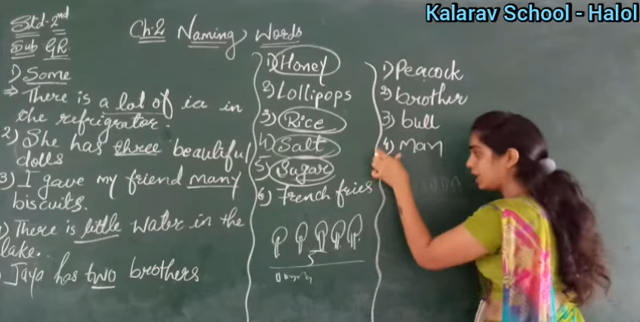 Kalarav School - Halol
Std:-2nd
Sub GR.
Ch:2 Naming Words
1) Some
⇒ There is a lot of ice in
the refrigrator.
2) She has three beautiful
dolls
3) I gave my friend many
biscuits.
There is little water in the
lake.
Jaya has two brothers
1) Honey
2) Lollipops
3) Rice
4) Salt
5) Sugar
6) French fries
1) Peacock
2) brother
3) bull
4) Man